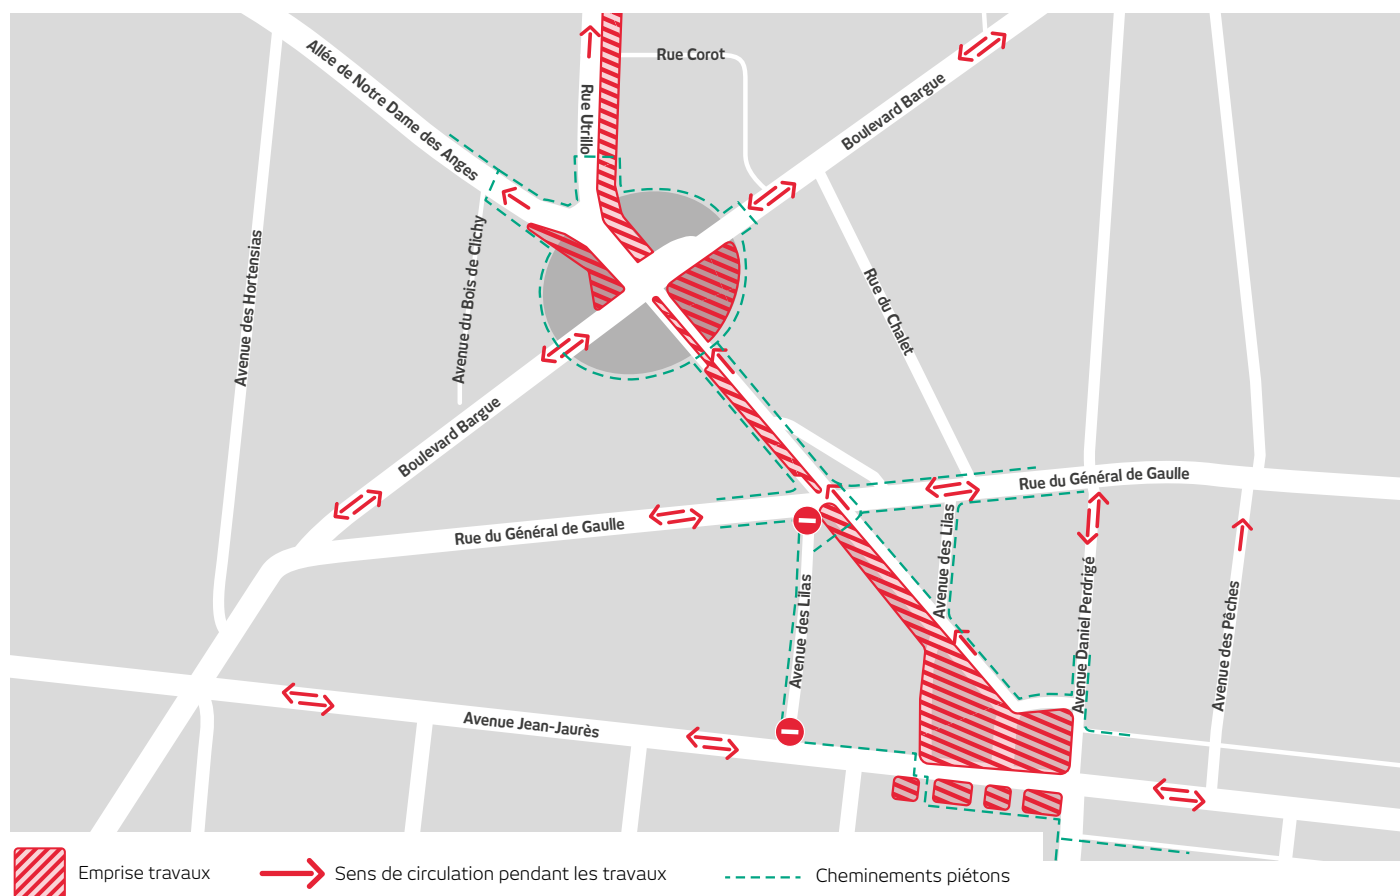 Rue Corot
Allée de Notre Dame des Anges
Rue Utrillo
Boulevard Bargue
Avenue des Hortensias
Avenue du Bois de Clichy
Rue du Chalet
Boulevard Bargue
Rue du Général de Gaulle
Rue du Général de Gaulle
Avenue des Lilas
Avenue des Lilas
Avenue Daniel Perdrigé
Avenue des Pêches
Avenue Jean-Jaurès
Emprise travaux
Sens de circulation pendant les travaux
Cheminements piétons